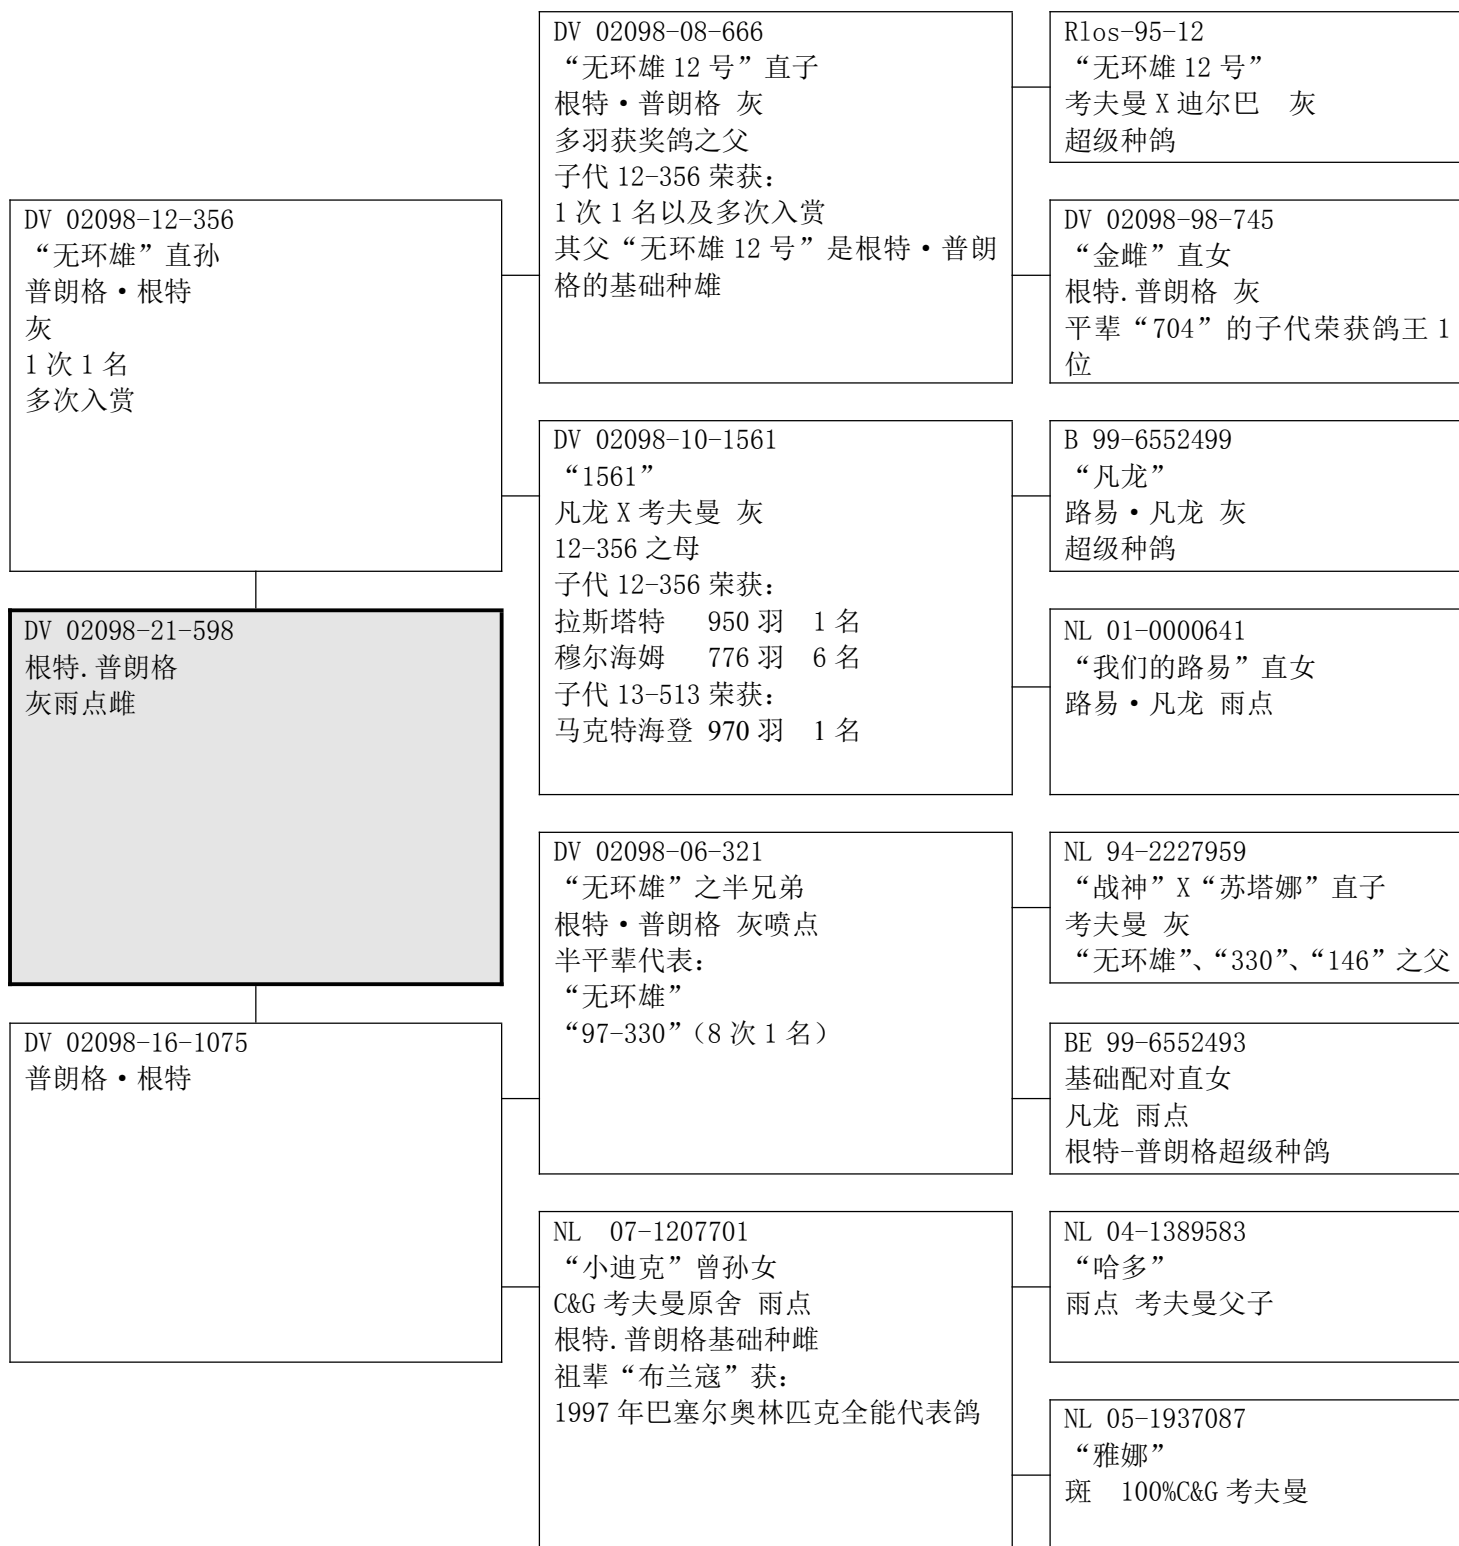 DV 02098-08-666
“无环雄 12 号”直子
根特·普朗格 灰
多羽获奖鸽之父
子代 12-356 荣获：
1 次 1 名以及多次入赏
其父“无环雄 12 号”是根特·普朗
格的基础种雄
Rlos-95-12
“无环雄 12 号”
考夫曼 X 迪尔巴 灰
超级种鸽
DV 02098-12-356
“无环雄”直孙
普朗格·根特
灰
1 次 1 名
多次入赏
DV 02098-98-745
“金雌”直女
根特.普朗格 灰
平辈“704”的子代荣获鸽王 1
位
DV 02098-10-1561
“1561”
凡龙 X 考夫曼 灰
12-356 之母
子代 12-356 荣获：
拉斯塔特 950 羽 1 名
穆尔海姆 776 羽 6 名
子代 13-513 荣获：
马克特海登 970 羽 1 名
B 99-6552499
“凡龙”
路易·凡龙 灰
超级种鸽
DV 02098-21-598
根特.普朗格
灰雨点雌
NL 01-0000641
“我们的路易”直女
路易·凡龙 雨点
DV 02098-06-321
“无环雄”之半兄弟
根特·普朗格 灰喷点
半平辈代表：
“无环雄”
“97-330”（8 次 1 名）
NL 94-2227959
“战神”X“苏塔娜”直子
考夫曼 灰
“无环雄”、“330”、“146”之父
DV 02098-16-1075
普朗格·根特
BE 99-6552493
基础配对直女
凡龙 雨点
根特-普朗格超级种鸽
NL 07-1207701
“小迪克”曾孙女
C&G 考夫曼原舍 雨点
根特.普朗格基础种雌
祖辈“布兰寇”获：
1997 年巴塞尔奥林匹克全能代表鸽
NL 04-1389583
“哈多”
雨点 考夫曼父子
NL 05-1937087
“雅娜”
斑 100%C&G 考夫曼